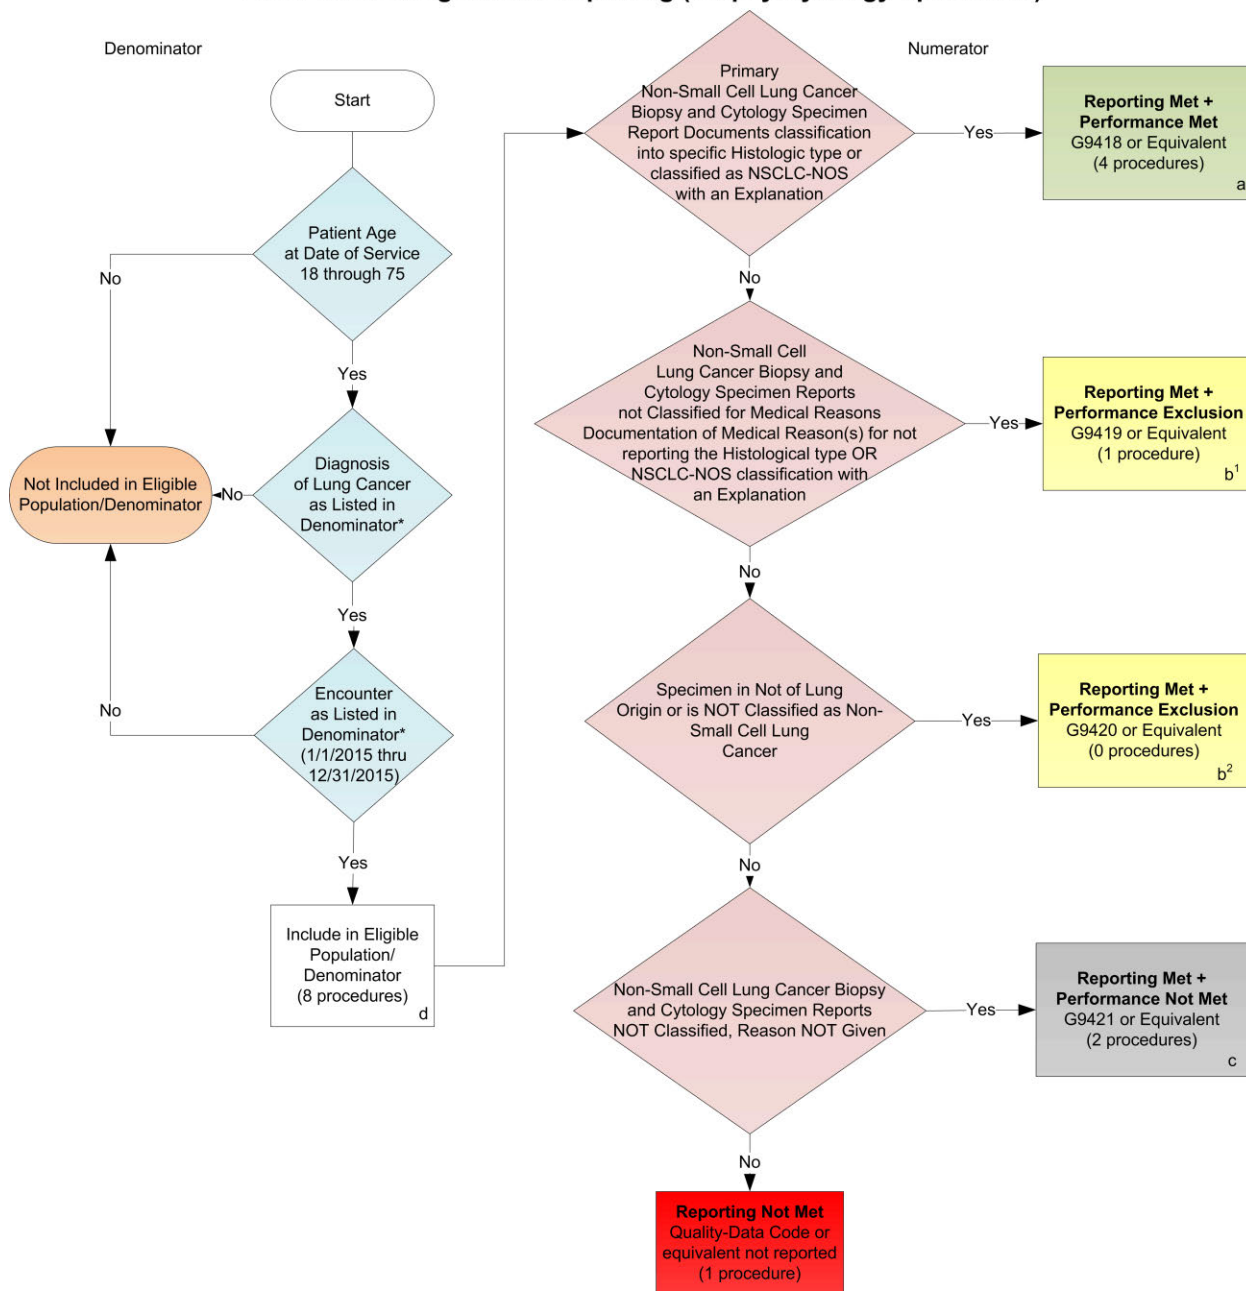 Denominator
Numerator
Start
Patient Age
at Date of Service
18 through 75
No
Yes
Diagnosis
of Lung Cancer
as Listed in
Denominator*
No
Not Included in Eligible
Population/Denominator
Yes
Encounter
as Listed in
Denominator*
(1/1/2015 thru
12/31/2015)
No
Yes
Include in Eligible
Population/
Denominator
(8 procedures)
d
Primary
Non-Small Cell Lung Cancer
Biopsy and Cytology Specimen
Report Documents classification
into specific Histologic type or
classified as NSCLC-NOS
with an Explanation
Yes
Reporting Met +
Performance Met
G9418 or Equivalent
(4 procedures)
a
No
Non-Small Cell
Lung Cancer Biopsy and
Cytology Specimen Reports
not Classified for Medical Reasons
Documentation of Medical Reason(s) for not
reporting the Histological type OR
NSCLC-NOS classification with
an Explanation
Yes
Reporting Met +
Performance Exclusion
G9419 or Equivalent
(1 procedure)
b1
No
Specimen in Not of Lung
Origin or is NOT Classified as Non-
Small Cell Lung
Cancer
Yes
Reporting Met +
Performance Exclusion
G9420 or Equivalent
(0 procedures)
b2
No
Non-Small Cell Lung Cancer Biopsy
and Cytology Specimen Reports
NOT Classified, Reason NOT Given
Yes
Reporting Met +
Performance Not Met
G9421 or Equivalent
(2 procedures)
c
No
Reporting Not Met
Quality-Data Code or
equivalent not reported
(1 procedure)